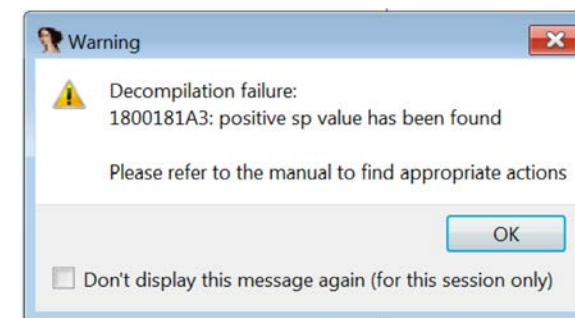 Warning
Decompilation failure:
1800181A3: positive sp value has been found
Please refer to the manual to find appropriate actions
OK
Don't display this message again (for this session only)